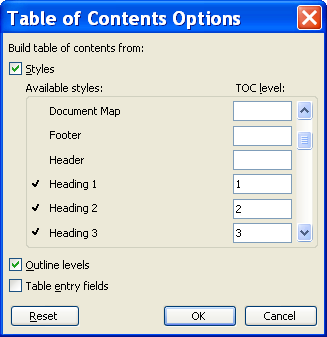 Table of Contents Options
Build table of contents from:
Styles
Available styles: TOC level:
Document Map
Footer
Header
Heading 1 1
Heading 2 2
Heading 3 3
Outline levels
Table entry fields
Reset OK Cancel